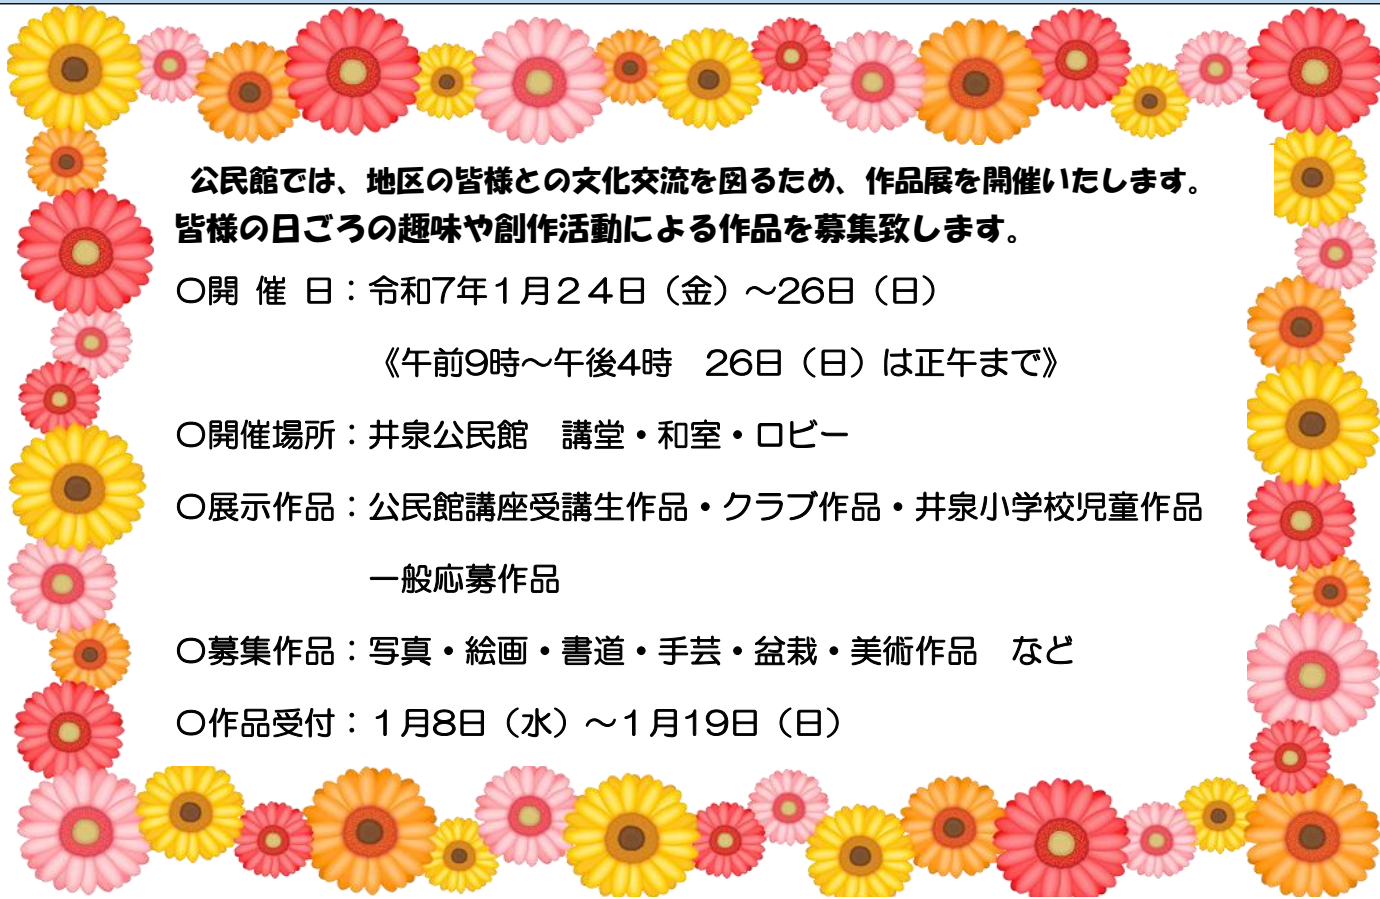 公民館では、地区の皆様との文化交流を図るため、作品展を開催いたします。
皆様の日ごろの趣味や創作活動による作品を募集致します。
〇開 催 日：令和7年１月２４日（金）～26日（日）
《午前9時～午後4時　26日（日）は正午まで》
〇開催場所：井泉公民館　講堂・和室・ロビー
〇展示作品：公民館講座受講生作品・クラブ作品・井泉小学校児童作品
一般応募作品
〇募集作品：写真・絵画・書道・手芸・盆栽・美術作品　など
〇作品受付：１月8日（水）～１月19日（日）